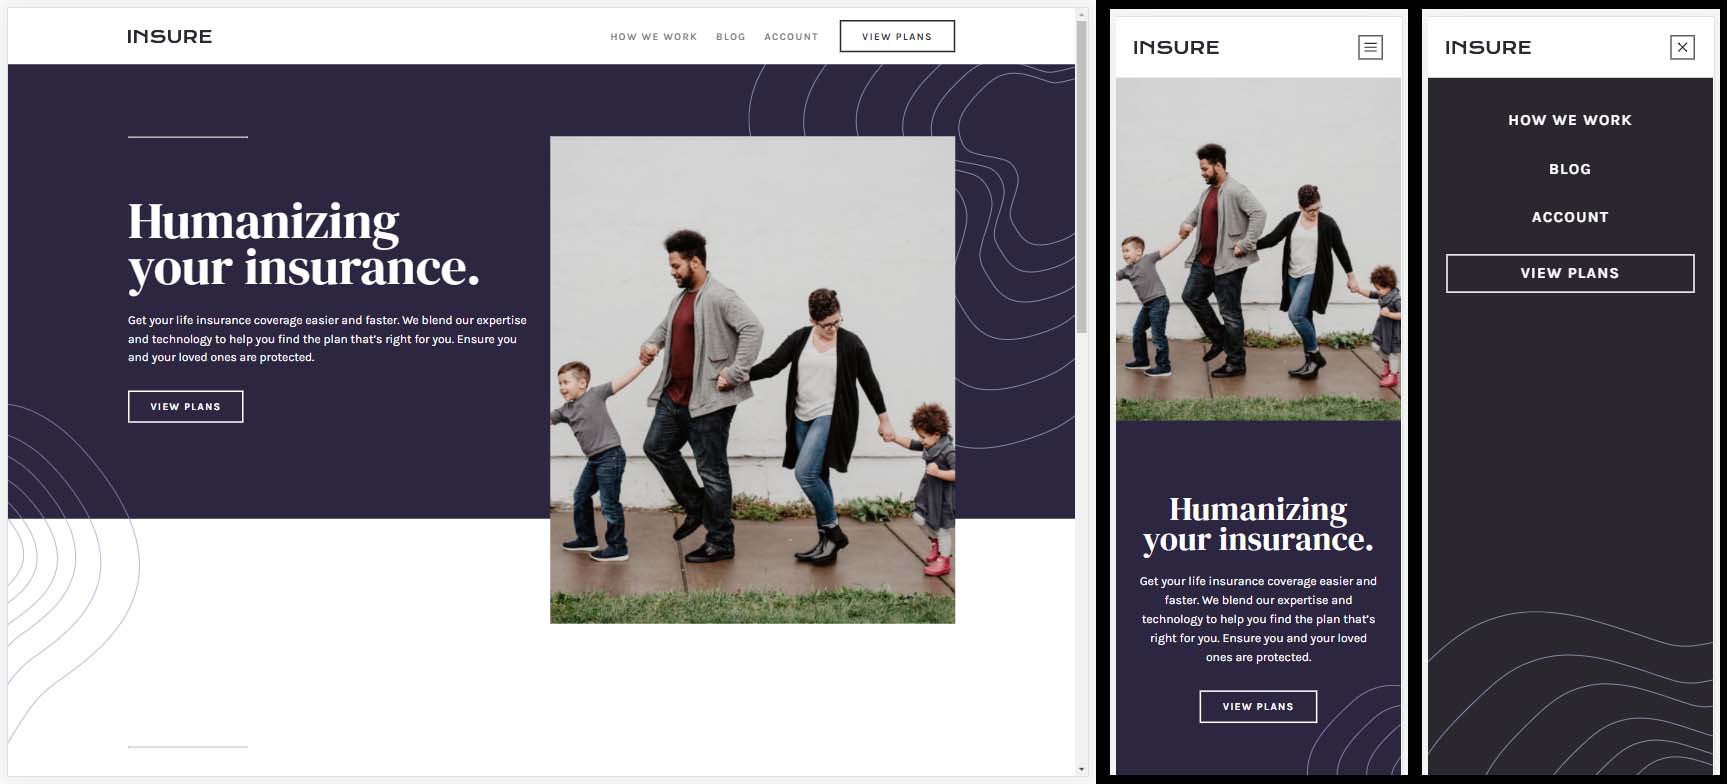 INSURE
HOW WE WORK BLOG ACCOUNT VIEW PLANS
Humanizing
your insurance.
Get your life insurance coverage easier and faster. We blend our expertise
and technology to help you find the plan that's right for you. Ensure you
and your loved ones are protected.
VIEW PLANS
INSURE
Humanizing
your insurance.
Get your life insurance coverage easier and
faster. We blend our expertise and
technology to help you find the plan that's
right for you. Ensure you and your loved
ones are protected.
VIEW PLANS
INSURE
HOW WE WORK
BLOG
ACCOUNT
VIEW PLANS